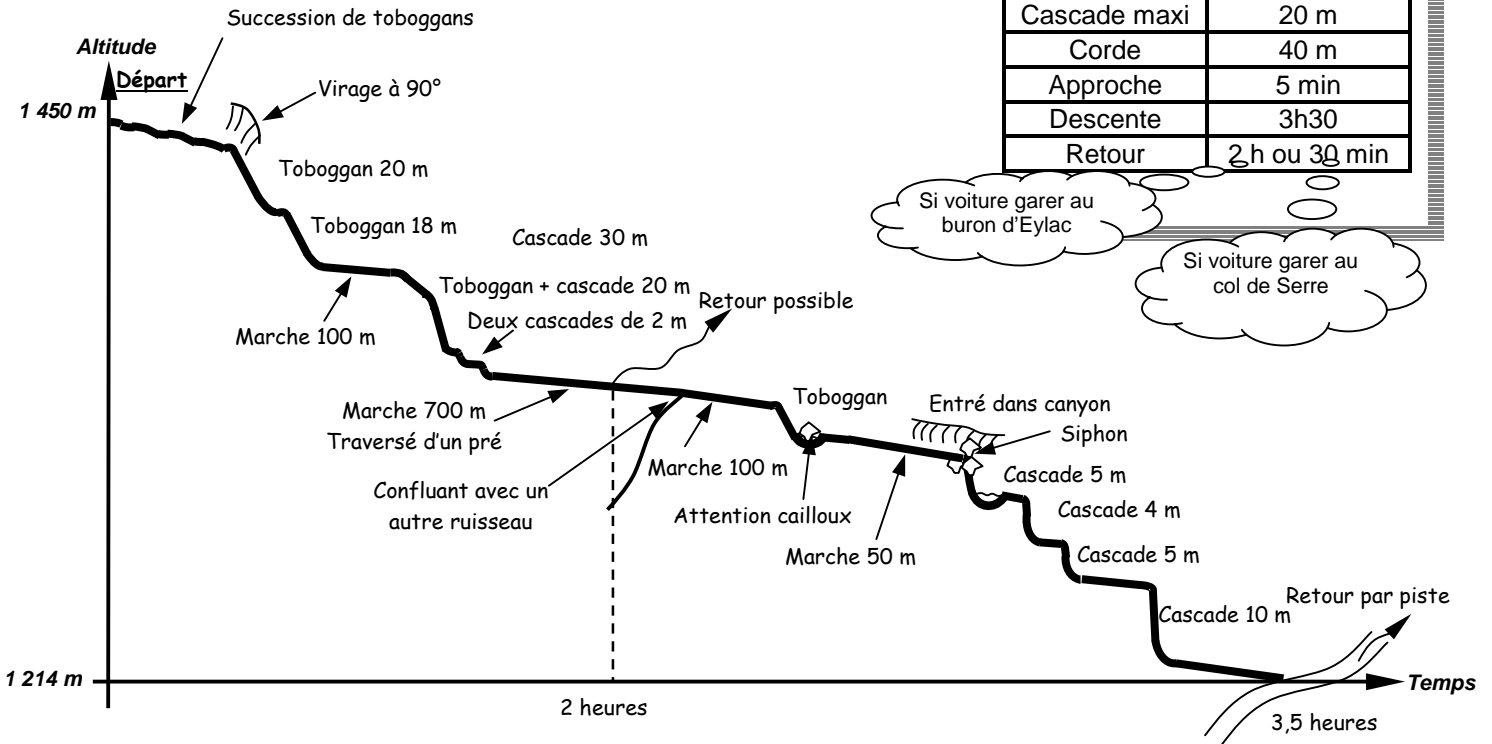 Succession de toboggans
Altitude
Départ
1 450 m
Virage à 90°
Toboggan 20 m
Toboggan 18 m
Cascade 30 m
Toboggan + cascade 20 m
Deux cascades de 2 m
Retour possible
Marche 100 m
Marche 700 m
Traversé d'un pré
Confluant avec un
autre ruisseau
Marche 100 m
Toboggan
Attention cailloux
Marche 50 m
Entré dans canyon
Siphon
Cascade 5 m
Cascade 4 m
Cascade 5 m
Cascade 10 m
Retour par piste
1 214 m
Temps
2 heures
3,5 heures
Cascade maxi 20 m
Corde 40 m
Approche 5 min
Descente 3h30
Retour 2 h ou 30 min
Si voiture garer au
buron d'Eylac
Si voiture garer au
col de Serre